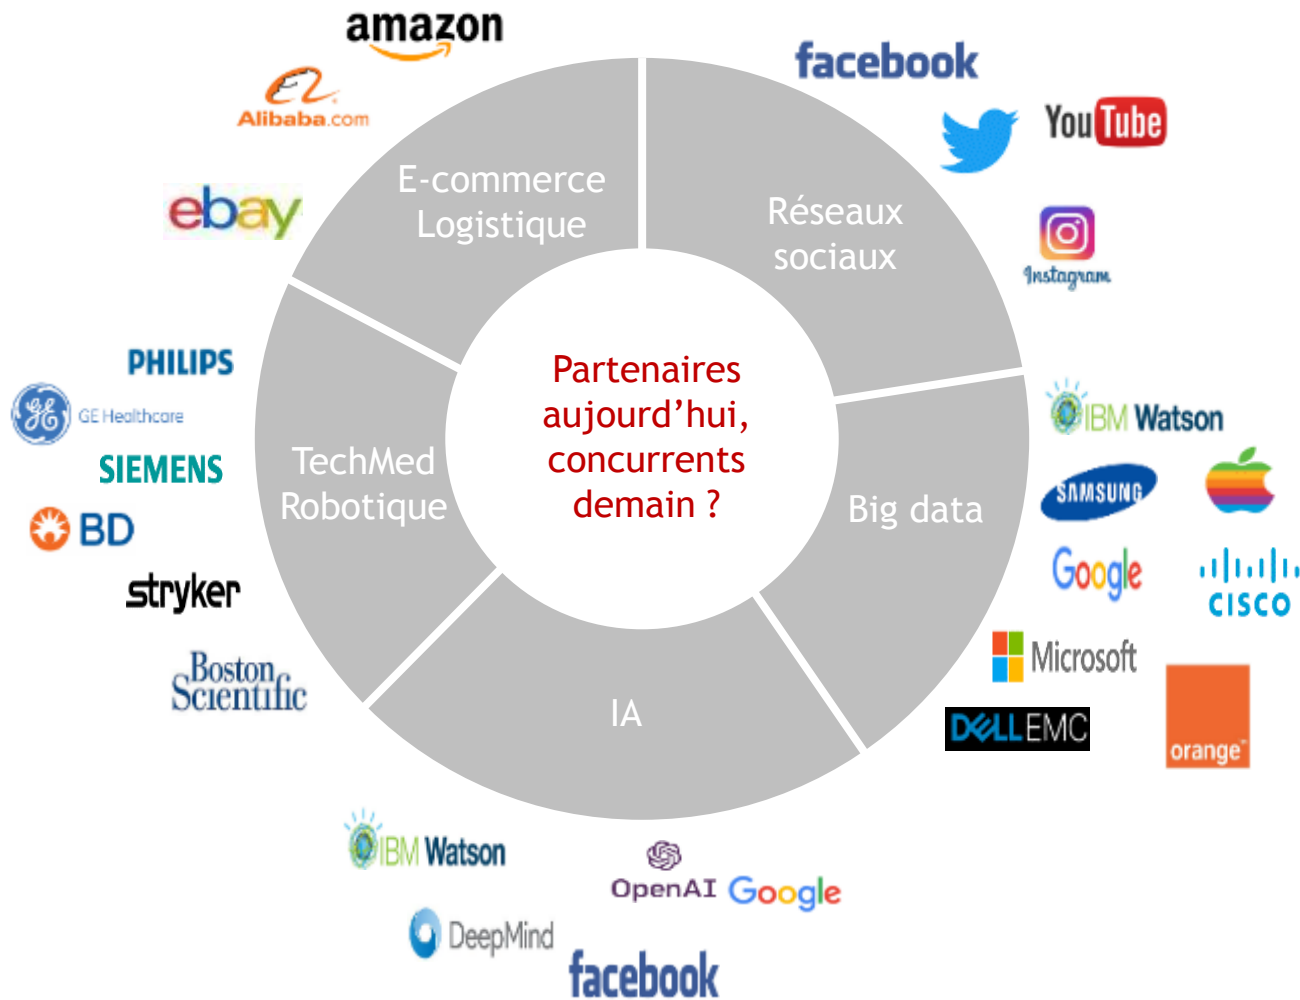 amazon
Alibaba.com
ebay
E-commerce
Logistique
facebook
YouTube
Instagram
Réseaux
sociaux
Partenaires
aujourd’hui,
concurrents
demain ?
PHILIPS
GE GE Healthcare
SIEMENS
BD
stryker
Boston
Scientific
TechMed
Robotique
IBM Watson
SAMSUNG
Google
CISCO
Microsoft
DELL EMC
orange™
Big data
IA
IBM Watson
OpenAI
Google
DeepMind
facebook